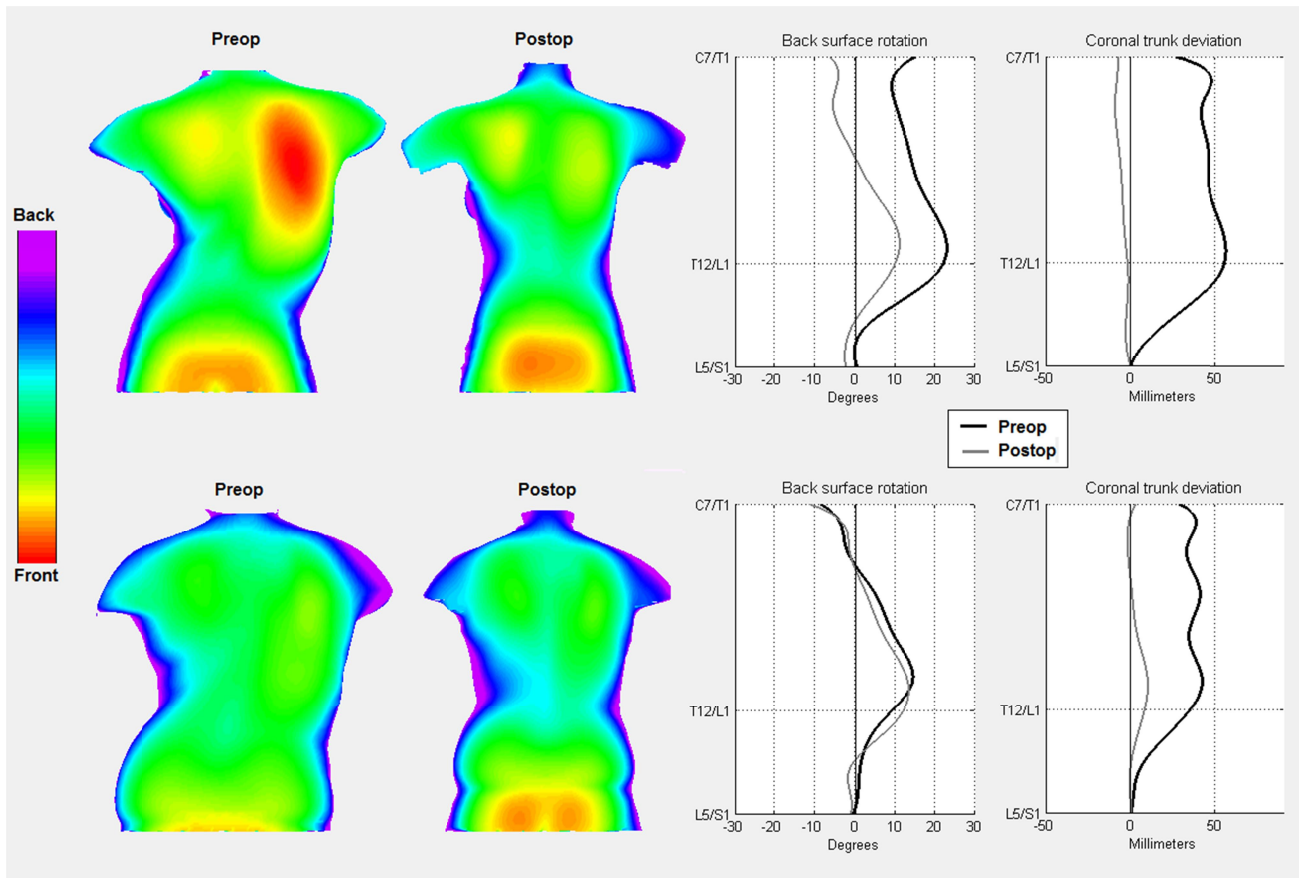 Preop
Postop
Back surface rotation
Coronal trunk deviation
C7/T1
C7/T1
Back
T12/L1
T12/L1
L5/S1
L5/S1
-30 -20 -10 0 10 20 30
-50 0 50
Degrees
Millimeters
Preop
Postop
Front
Preop
Postop
Back surface rotation
Coronal trunk deviation
C7/T1
C7/T1
T12/L1
T12/L1
L5/S1
L5/S1
-30 -20 -10 0 10 20 30
-50 0 50
Degrees
Millimeters